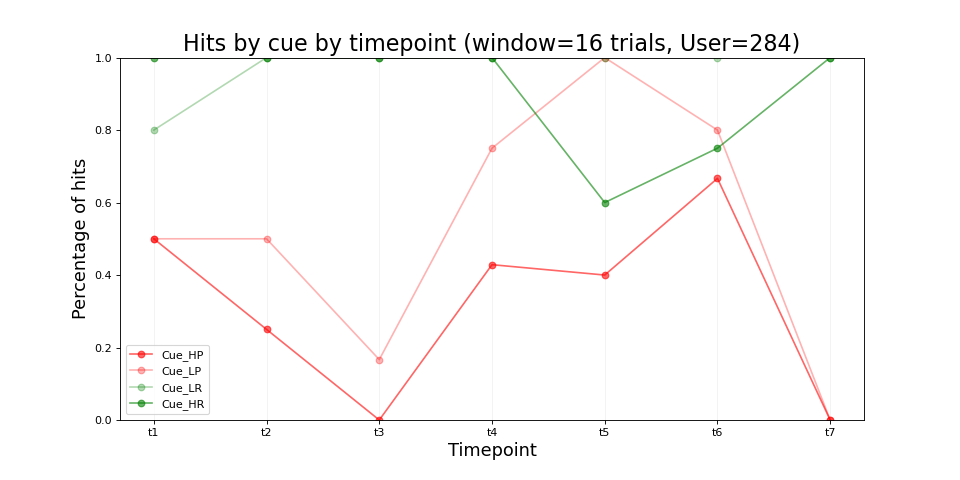 Hits by cue by timepoint (window=16 trials, User=284)
Percentage of hits
1.0
0.8
0.6
0.4
0.2
0.0
Cue_HP
Cue_LP
Cue_LR
Cue_HR
t1 t2 t3 t4 t5 t6 t7
Timepoint